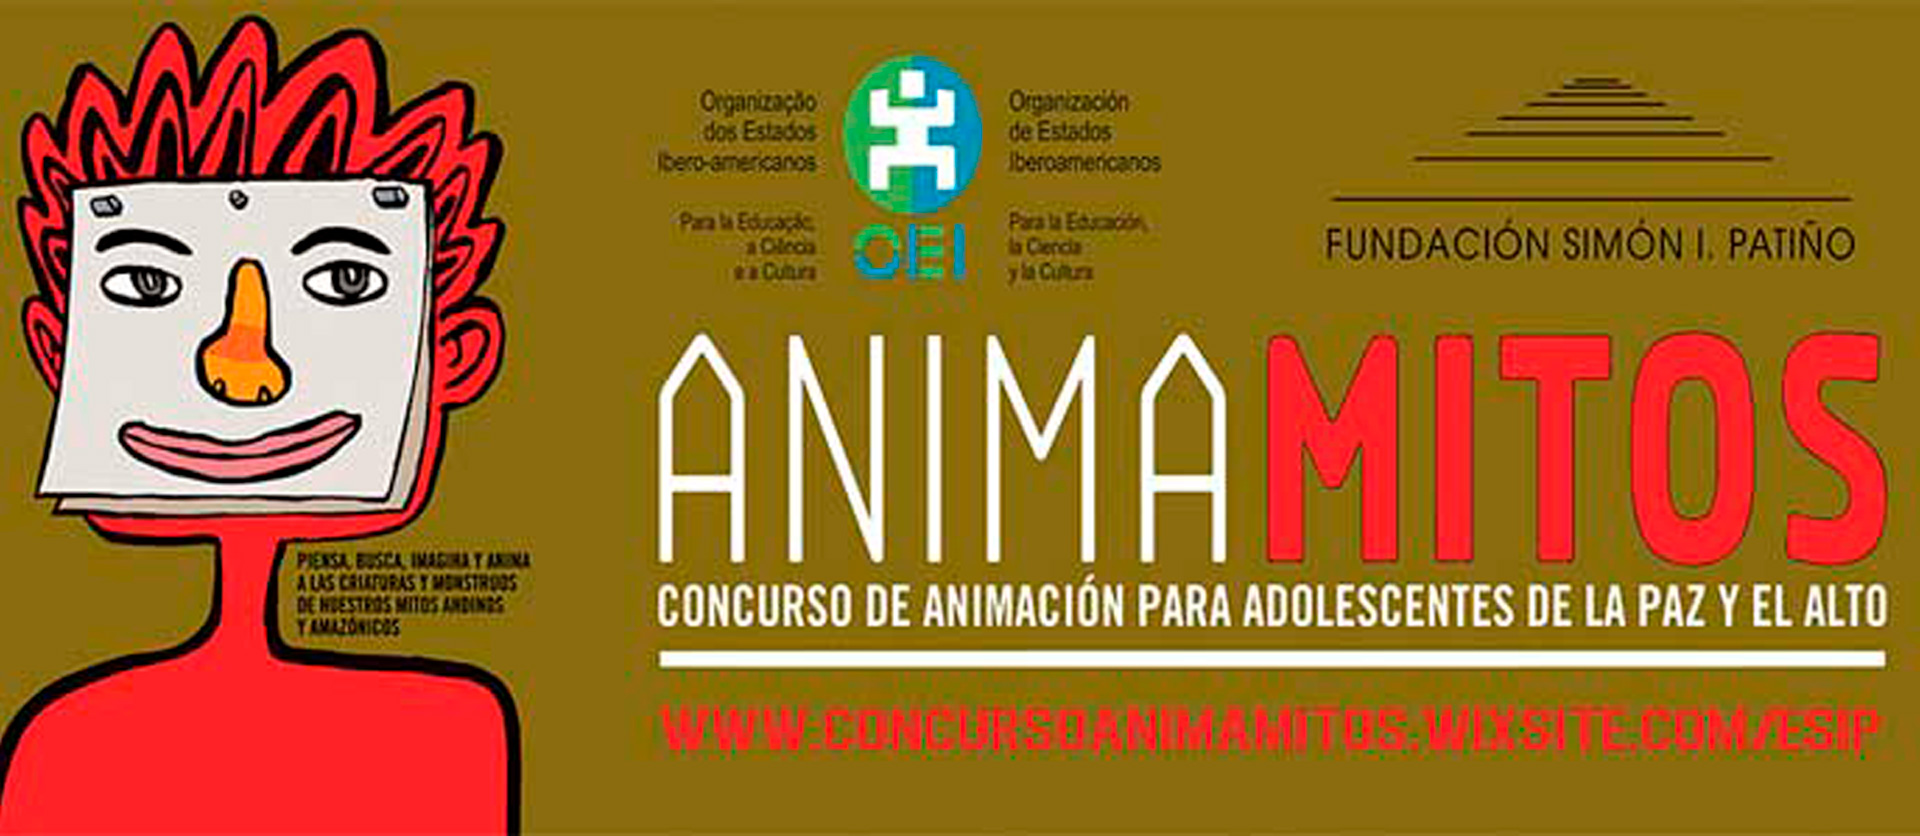 Organização
dos Estados
Ibero-americanos
Para a Educação,
a Ciência
e a Cultura
OEI
Organización
de Estados
Iberoamericanos
Para la Educación,
la Ciencia
y la Cultura
FUNDACIÓN SIMÓN I. PATIÑO
ANIMAMITOS
CONCURSO DE ANIMACIÓN PARA ADOLESCENTES DE LA PAZ Y EL ALTO
WWW.CONCURSOANIMAMITOS.WIXSITE.COM/ESIP
PIENSA, BUSCA, IMAGINA Y ANIMA
A LAS CRIATURAS Y MONSTRUOS
DE NUESTROS MITOS ANDINOS
Y AMAZÓNICOS